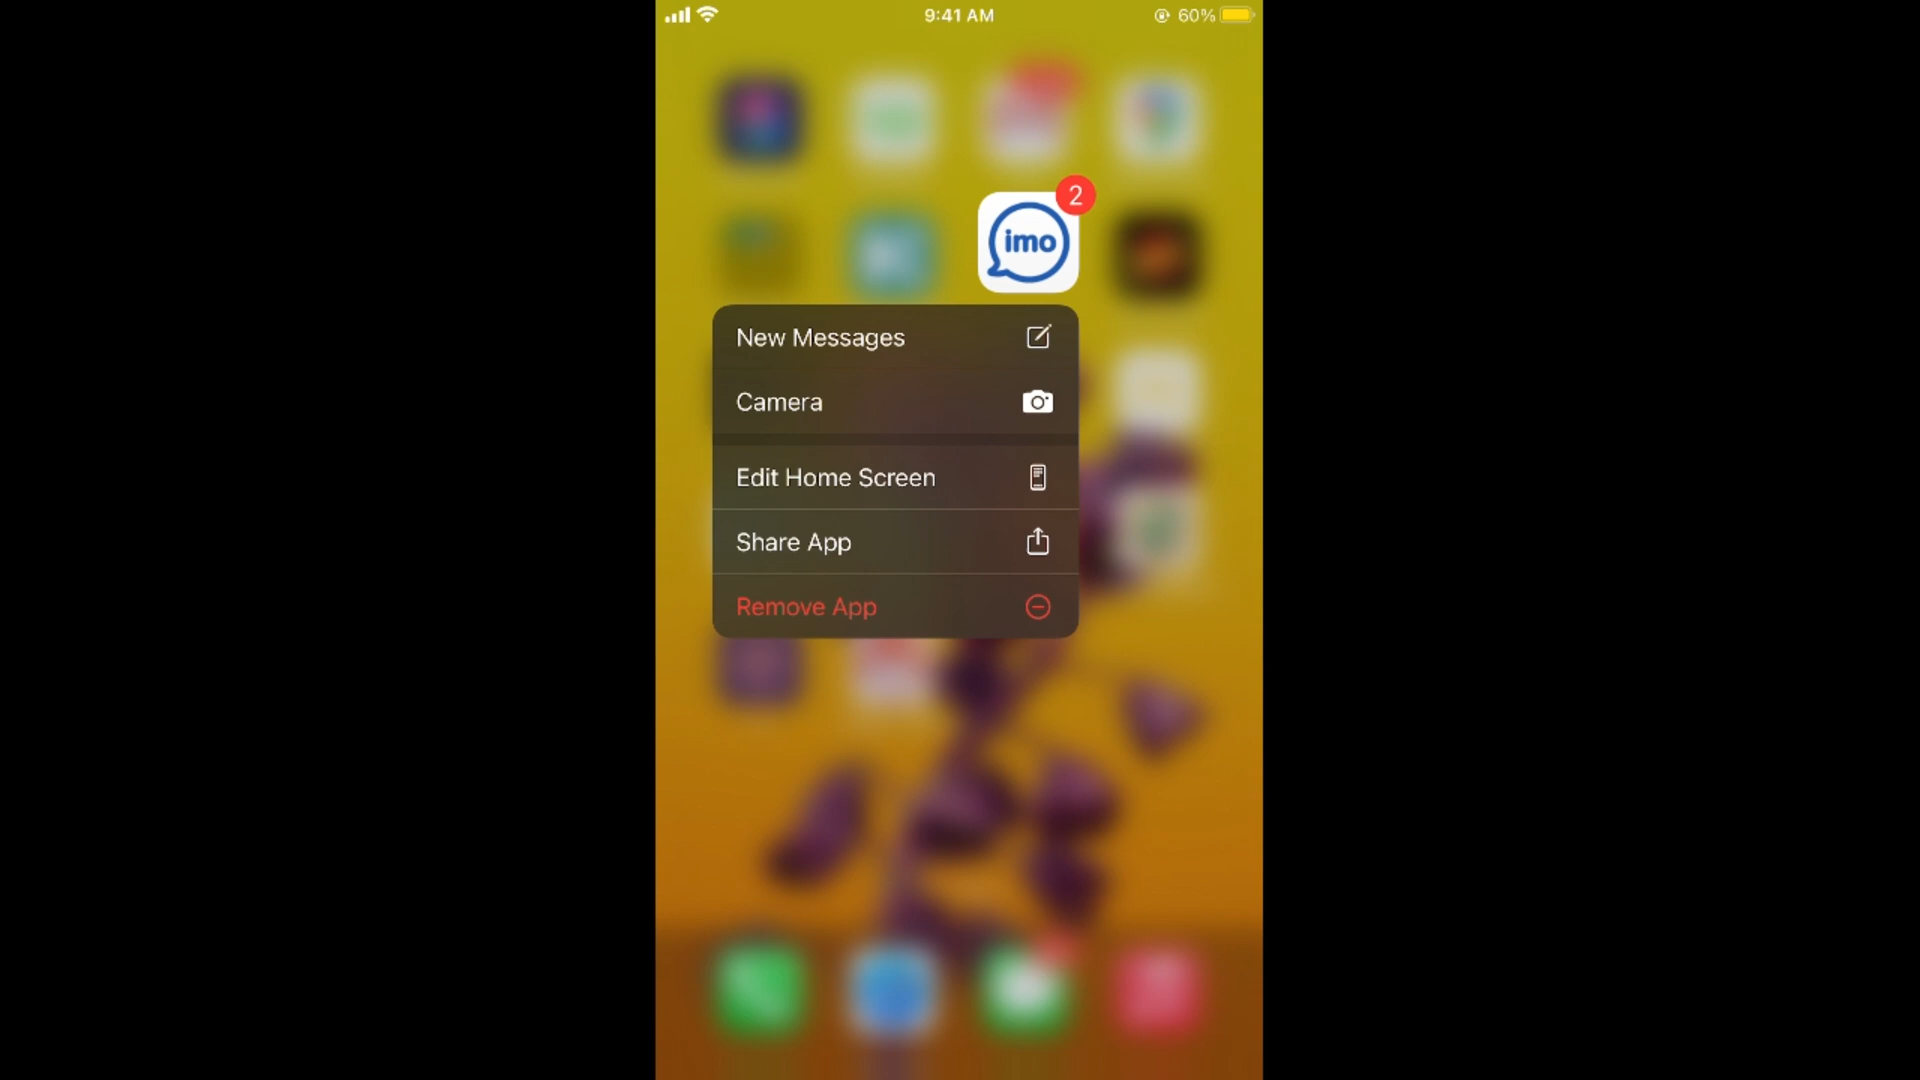 9:41 AM
60%
2
imo
New Messages
Camera
Edit Home Screen
Share App
Remove App